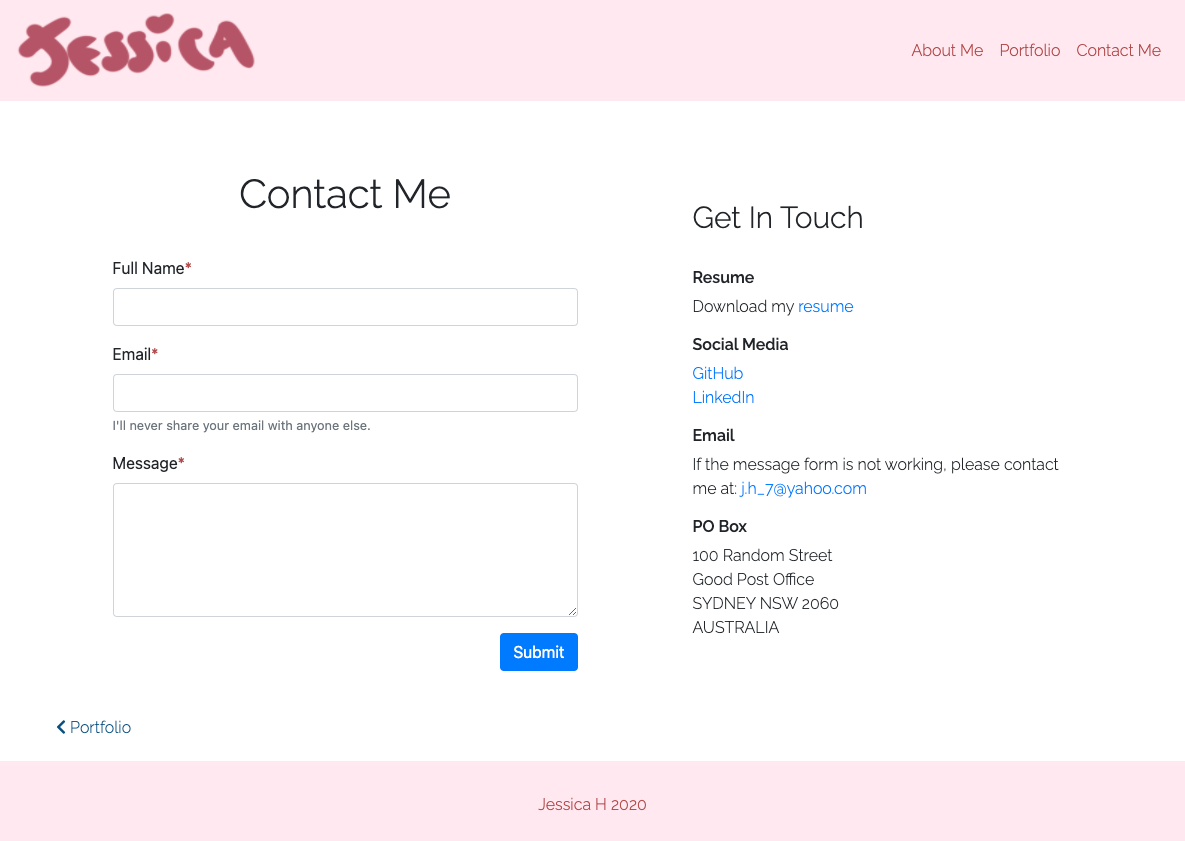 JESSICA
About Me Portfolio Contact Me
Contact Me
Full Name*
Email*
I'll never share your email with anyone else.
Message*
Submit
Get In Touch
Resume
Download my resume
Social Media
GitHub
LinkedIn
Email
If the message form is not working, please contact
me at: j.h_7@yahoo.com
PO Box
100 Random Street
Good Post Office
SYDNEY NSW 2060
AUSTRALIA
Portfolio
Jessica H 2020